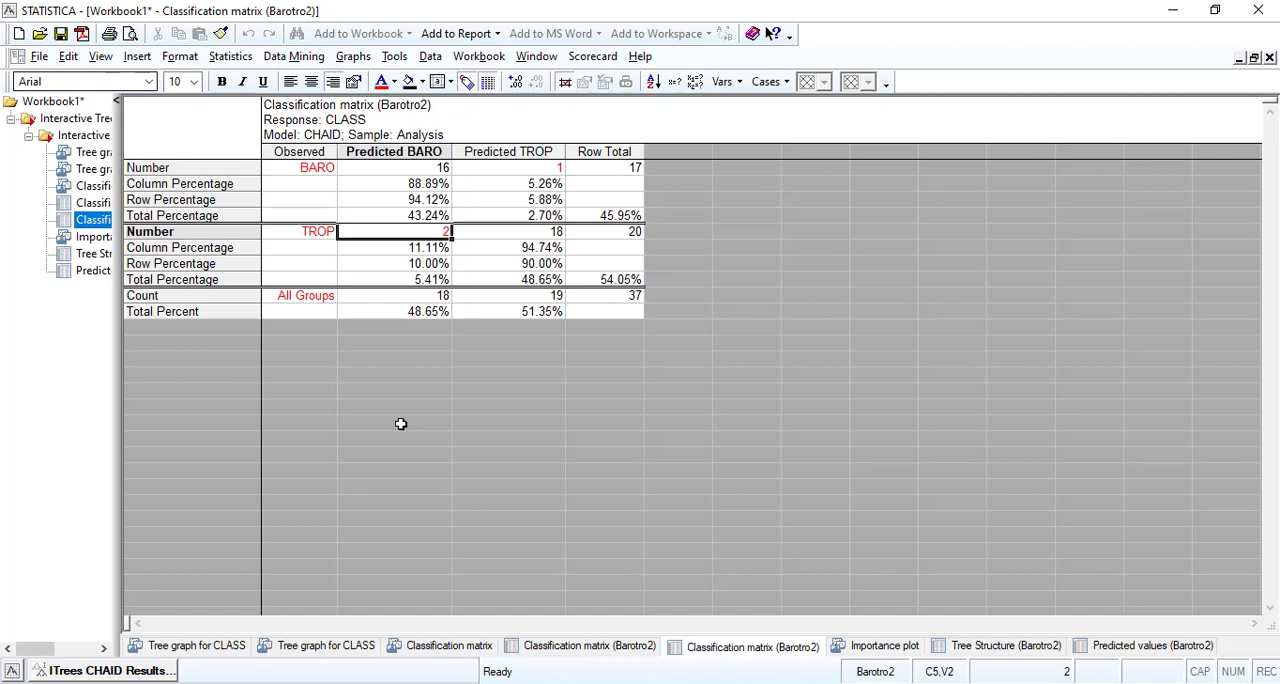 STATISTICA - [Workbook1* - Classification matrix (Barotro2)]
Add to Workbook Add to Report Add to MS Word Add to Workspace
File Edit View Insert Format Statistics Data Mining Graphs Tools Data Workbook Window Scorecard Help
Arial 10 B I U Vars Cases
Workbook1*
Interactive Tree
Interactive
Tree gra
Tree gra
Classifi
Classifi
Classifi
Importa
Tree Str
Predict
Classification matrix (Barotro2)
Response: CLASS
Model: CHAID; Sample: Analysis
Observed Predicted BARO Predicted TROP Row Total
Number BARO 16 1 17
Column Percentage 88.89% 5.26%
Row Percentage 94.12% 5.88%
Total Percentage 43.24% 2.70% 45.95%
Number TROP 2 18 20
Column Percentage 11.11% 94.74%
Row Percentage 10.00% 90.00%
Total Percentage 5.41% 48.65% 54.05%
Count All Groups 18 19 37
Total Percent 48.65% 51.35%
Tree graph for CLASS Tree graph for CLASS Classification matrix Classification matrix (Barotro2) Classification matrix (Barotro2) Importance plot Tree Structure (Barotro2) Predicted values (Barotro2)
ITrees CHAID Results... Ready Barotro2 C5,V2 2 CAP NUM REC